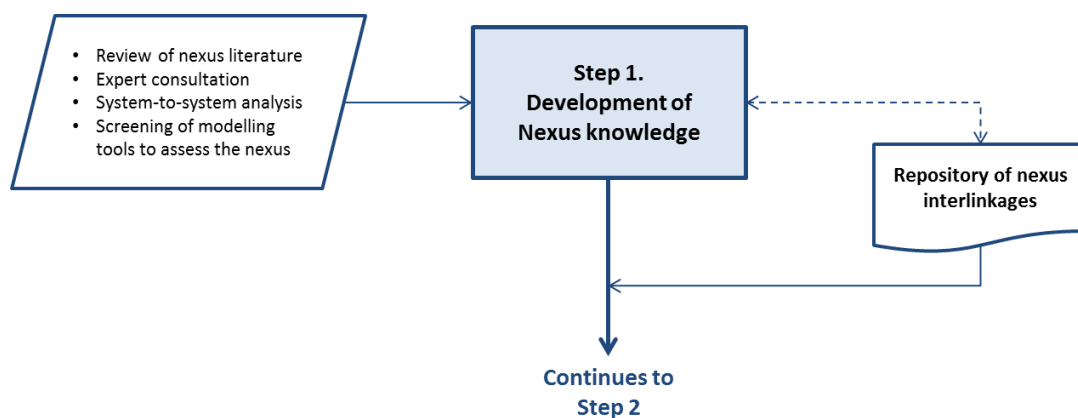 • Review of nexus literature
• Expert consultation
• System-to-system analysis
• Screening of modelling
tools to assess the nexus
Step 1.
Development of
Nexus knowledge
Repository of nexus
interlinkages
Continues to
Step 2